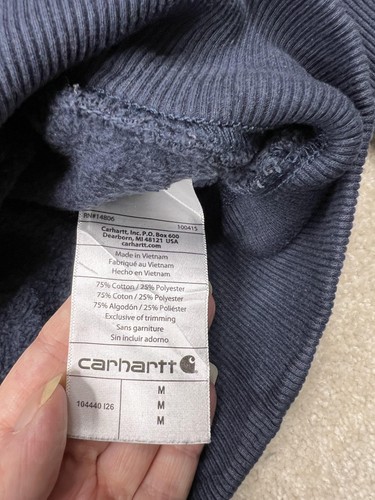 RN#14806 100415
Carhartt, Inc. P.O. Box 600
Dearborn, MI 48121 USA
carhartt.com
Made in Vietnam
Fabriqué au Vietnam
Hecho en Vietnam
75% Cotton / 25% Polyester
75% Coton / 25% Polyester
75% Algodón / 25% Poliéster
Exclusive of trimming
Sans garniture
Sin incluir adorno
carhartt
104440 I26
M
M
M